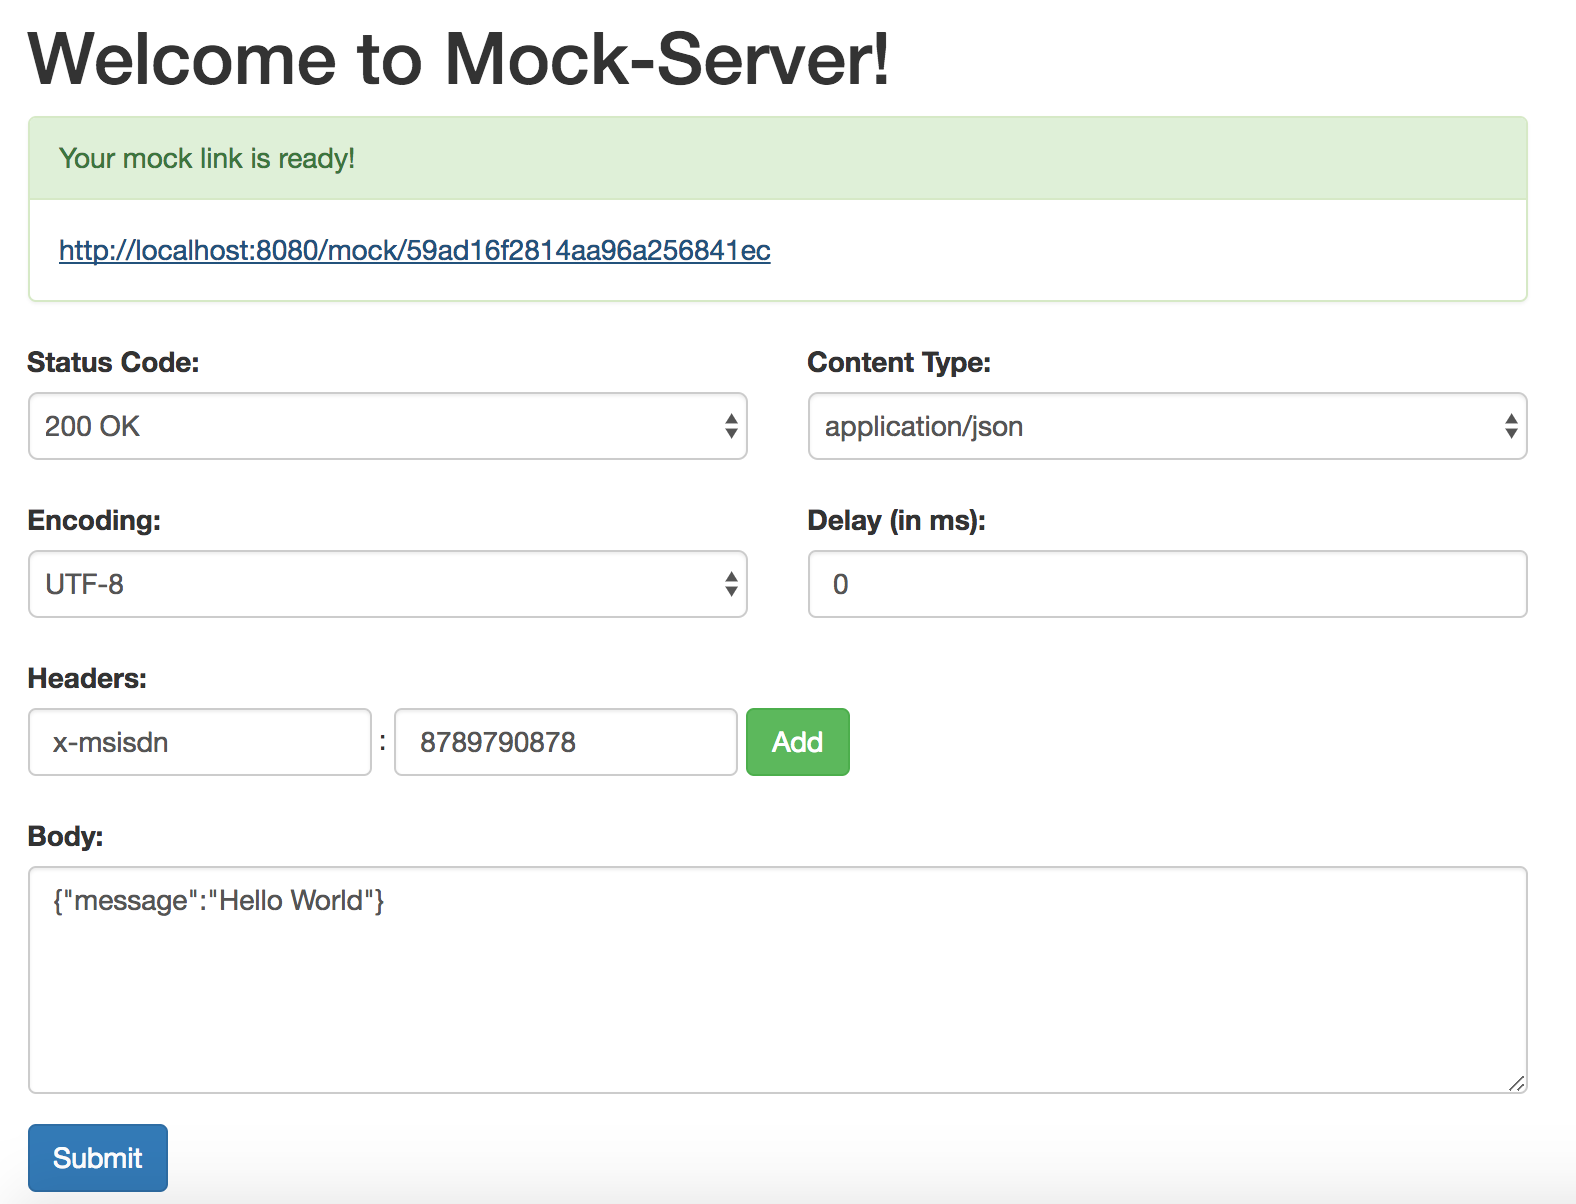 Welcome to Mock-Server!
Your mock link is ready!
http://localhost:8080/mock/59ad16f2814aa96a256841ec
Status Code: Content Type:
200 OK application/json
Encoding: Delay (in ms):
UTF-8 0
Headers:
x-msisdn : 8789790878 Add
Body:
{"message":"Hello World"}
Submit